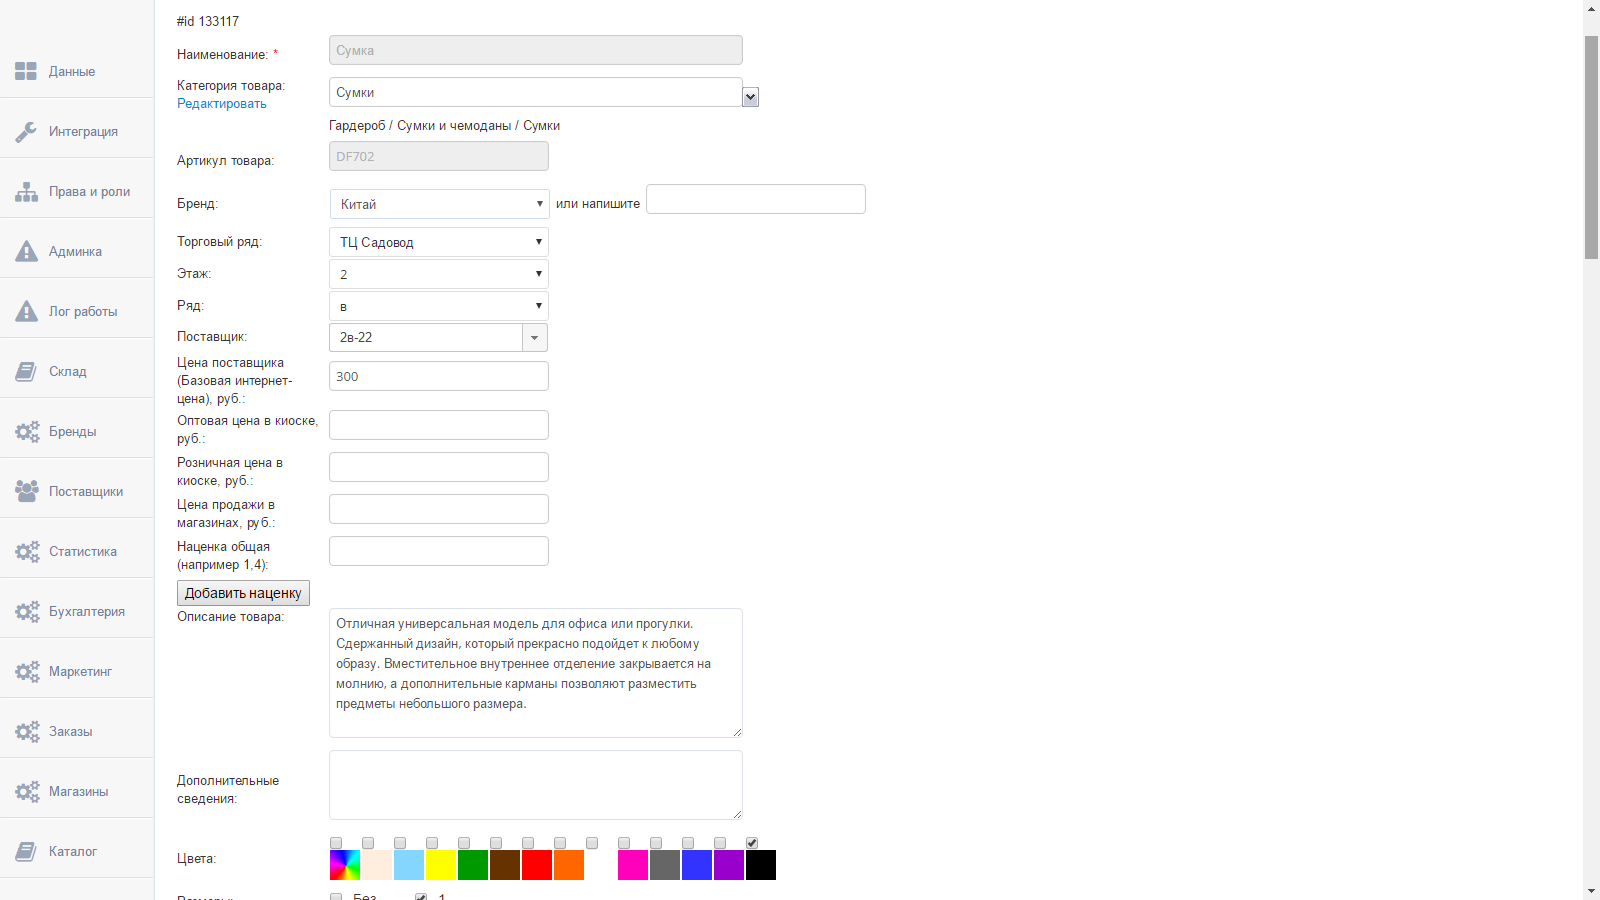 Данные
Интеграция
Права и роли
Админка
Лог работы
Склад
Бренды
Поставщики
Статистика
Бухгалтерия
Маркетинг
Заказы
Магазины
Каталог
#id 133117
Наименование: *
Сумка
Категория товара:
Редактировать
Сумки
Гардероб / Сумки и чемоданы / Сумки
Артикул товара:
DF702
Бренд:
Китай
или напишите
Торговый ряд:
ТЦ Садовод
Этаж:
2
Ряд:
в
Поставщик:
2в-22
Цена поставщика
(Базовая интернет-
цена), руб.:
300
Оптовая цена в киоске,
руб.:
Розничная цена в
киоске, руб.:
Цена продажи в
магазинах, руб.:
Наценка общая
(например 1,4):
Добавить наценку
Описание товара:
Отличная универсальная модель для офиса или прогулки.
Сдержанный дизайн, который прекрасно подойдет к любому
образу. Вместительное внутреннее отделение закрывается на
молнию, а дополнительные карманы позволяют разместить
предметы небольшого размера.
Дополнительные
сведения:
Цвета:
Размеры:
Без
1